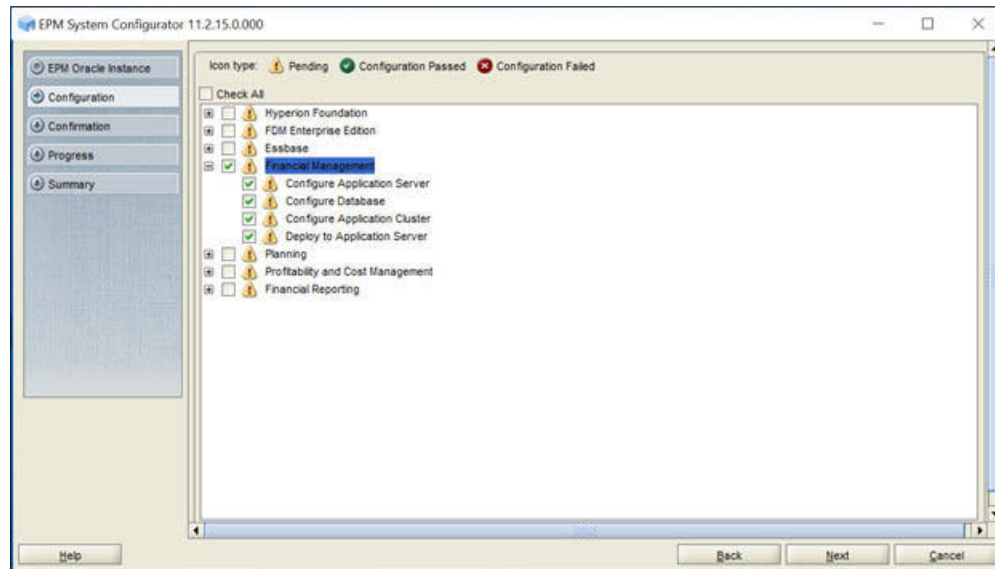 EPM System Configurator 11.2.15.0.000
EPM Oracle Instance
Configuration
Confirmation
Progress
Summary
Icon type: Pending Configuration Passed Configuration Failed
Check All
Hyperion Foundation
FDM Enterprise Edition
Essbase
Financial Management
Configure Application Server
Configure Database
Configure Application Cluster
Deploy to Application Server
Planning
Profitability and Cost Management
Financial Reporting
Help Back Next Cancel